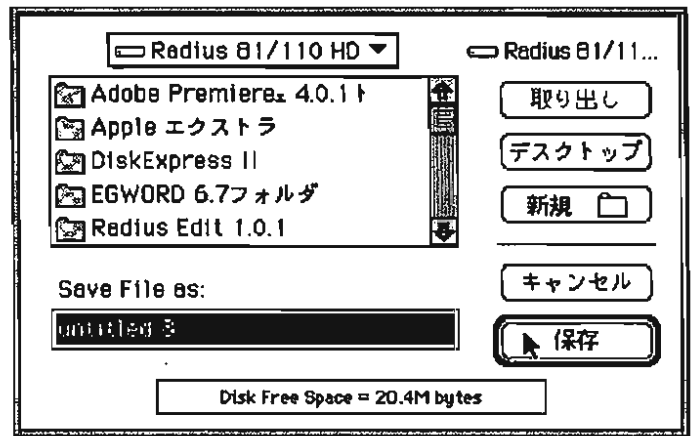 Radius 81/110 HD
Radius 81/11...
Adobe Premiere 4.0.1 ト
Apple エクストラ
DiskExpress II
EGWORD 6.7フォルダ
Radius Edit 1.0.1
取り出し
デスクトップ
新規
Save File as:
untitled 3
キャンセル
保存
Disk Free Space = 20.4M bytes